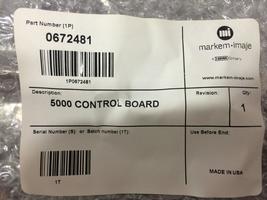 Part Number (1P)
0672481
1P0672481
mi
markem-imaje
a DOVER Company
www.markem-imaje.com
Description:
5000 CONTROL BOARD
Revision:
Qty:
1
Serial Number (S): or Batch number (1T):
1T
Use Before End:
MADE IN USA